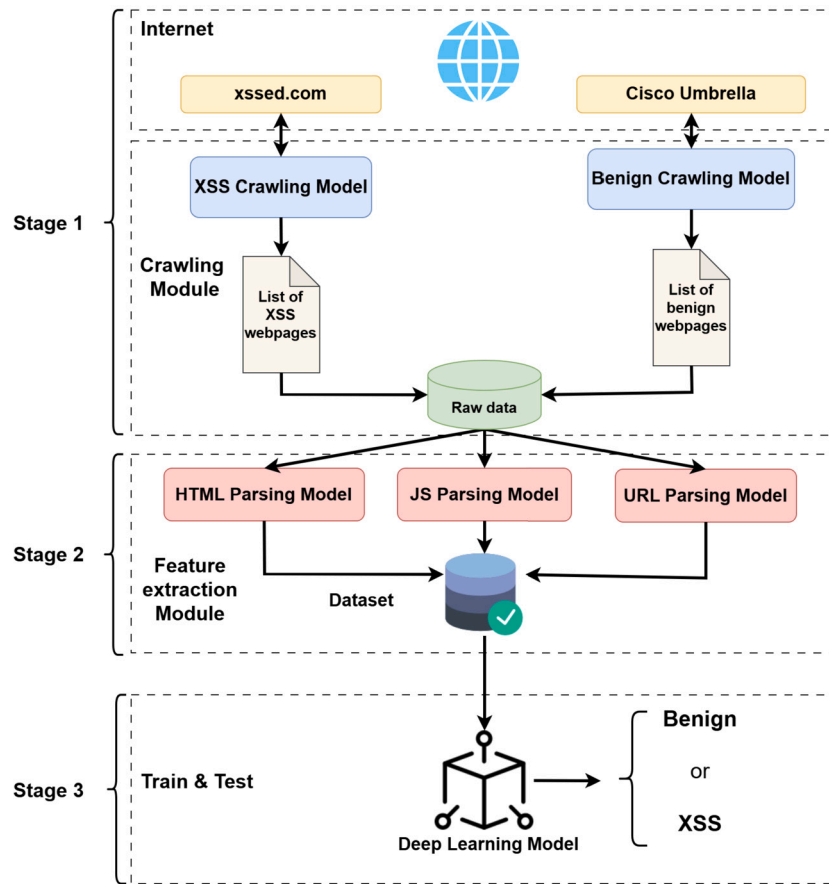 Internet
xssed.com
Cisco Umbrella
Stage 1
XSS Crawling Model
Benign Crawling Model
Crawling
Module
List of
XSS
webpages
List of
benign
webpages
Raw data
Stage 2
HTML Parsing Model
JS Parsing Model
URL Parsing Model
Feature
extraction
Module
Dataset
Stage 3
Train & Test
Deep Learning Model
Benign
or
XSS